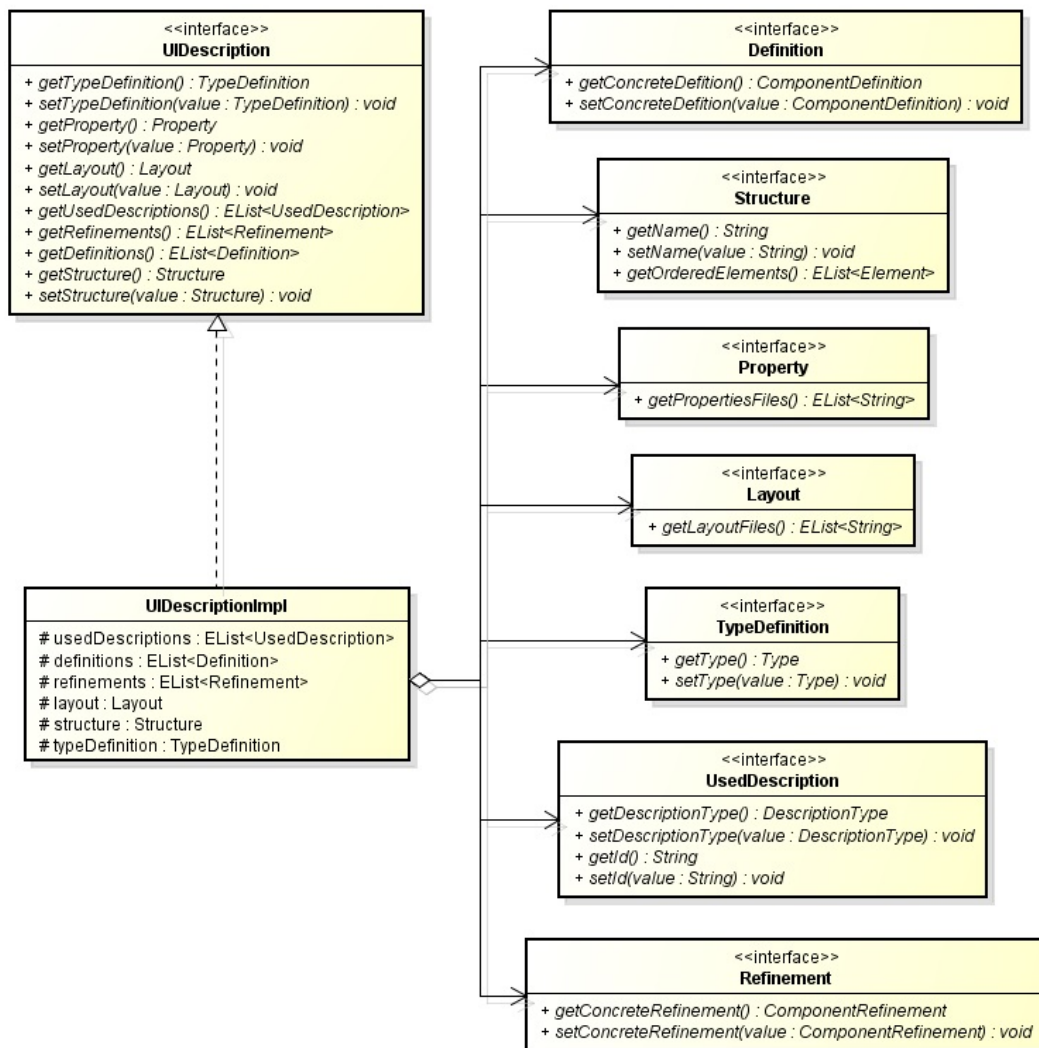 <<interface>>
UIDescription
+ getTypeDefinition() : TypeDefinition
+ setTypeDefinition(value : TypeDefinition) : void
+ getProperty() : Property
+ setProperty(value : Property) : void
+ getLayout() : Layout
+ setLayout(value : Layout) : void
+ getUsedDescriptions() : EList<UsedDescription>
+ getRefinements() : EList<Refinement>
+ getDefinitions() : EList<Definition>
+ getStructure() : Structure
+ setStructure(value : Structure) : void
UIDescriptionImpl
# usedDescriptions : EList<UsedDescription>
# definitions : EList<Definition>
# refinements : EList<Refinement>
# layout : Layout
# structure : Structure
# typeDefinition : TypeDefinition
<<interface>>
Definition
+ getConcreteDefition() : ComponentDefinition
+ setConcreteDefition(value : ComponentDefinition) : void
<<interface>>
Structure
+ getName() : String
+ setName(value : String) : void
+ getOrderedElements() : EList<Element>
<<interface>>
Property
+ getPropertiesFiles() : EList<String>
<<interface>>
Layout
+ getLayoutFiles() : EList<String>
<<interface>>
TypeDefinition
+ getType() : Type
+ setType(value : Type) : void
<<interface>>
UsedDescription
+ getDescriptionType() : DescriptionType
+ setDescriptionType(value : DescriptionType) : void
+ getId() : String
+ setId(value : String) : void
<<interface>>
Refinement
+ getConcreteRefinement() : ComponentRefinement
+ setConcreteRefinement(value : ComponentRefinement) : void